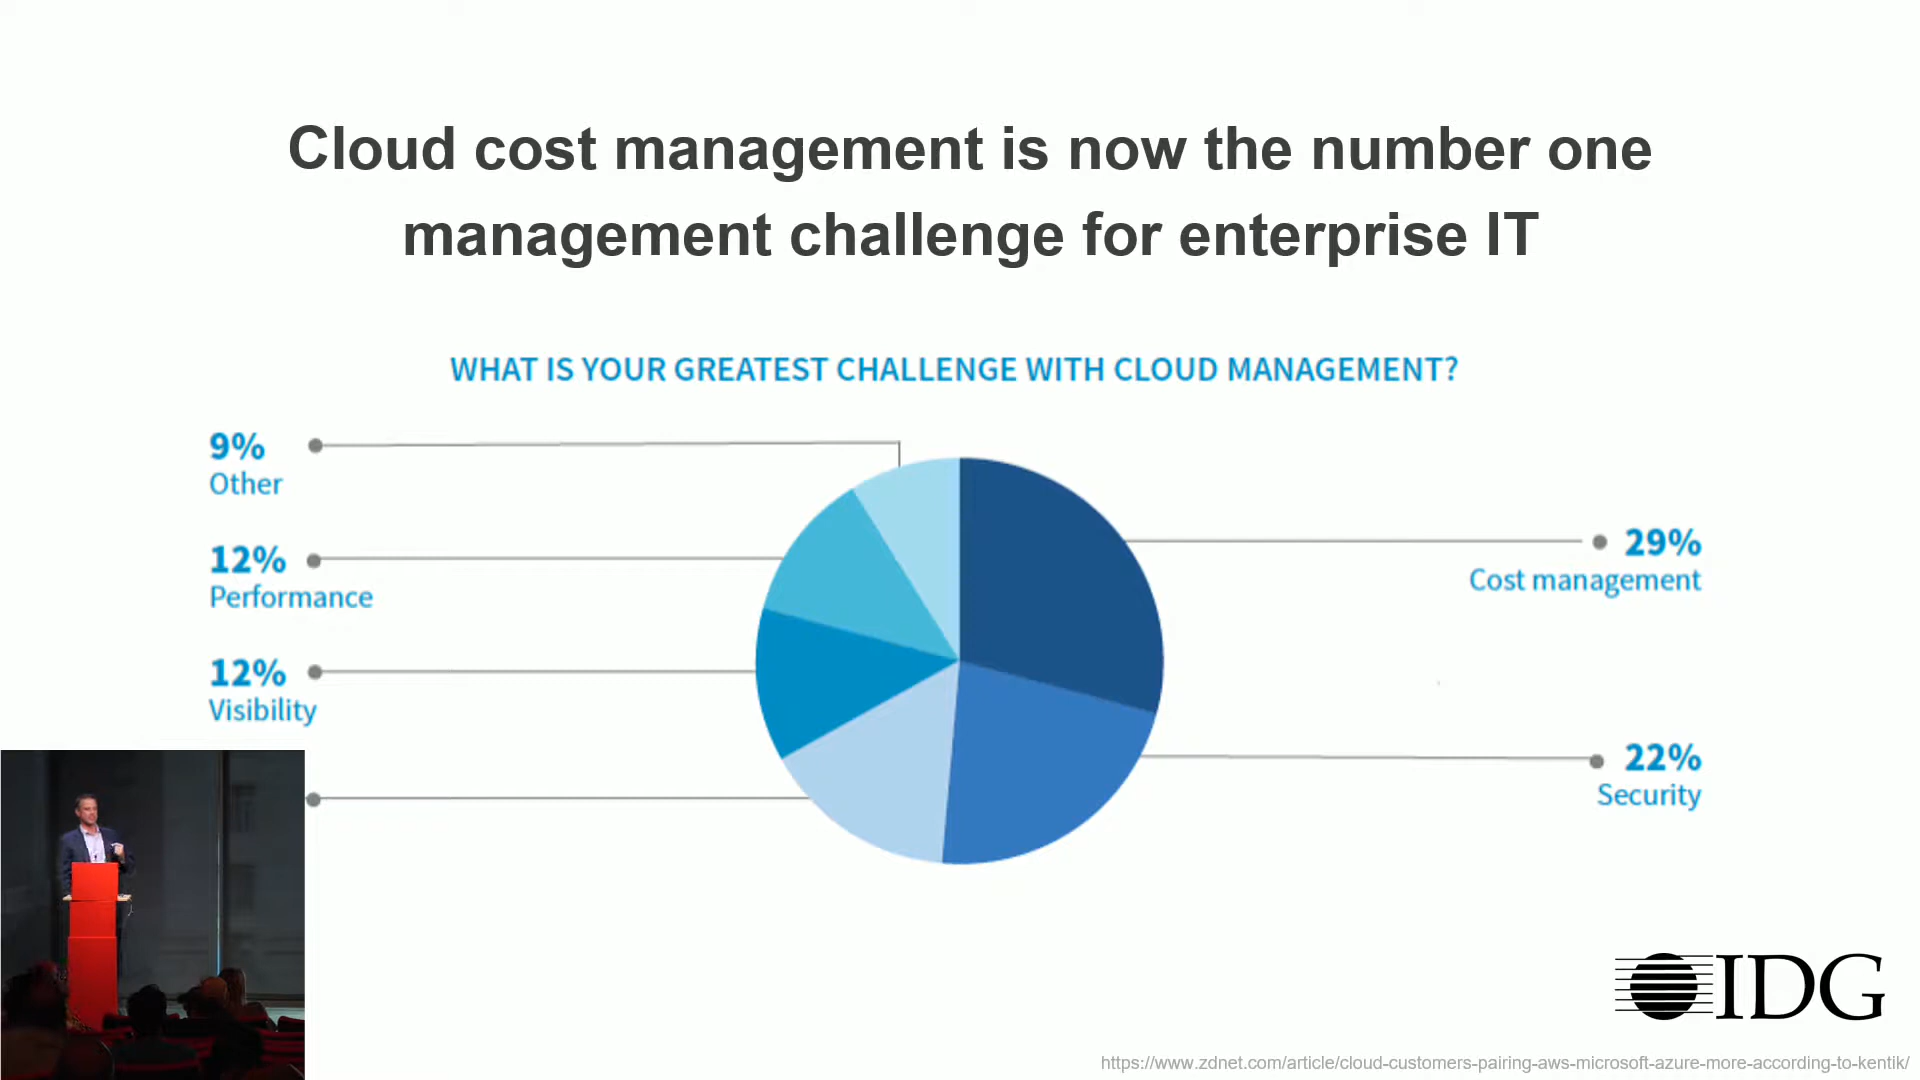 Cloud cost management is now the number one
management challenge for enterprise IT
WHAT IS YOUR GREATEST CHALLENGE WITH CLOUD MANAGEMENT?
9%
Other
12%
Performance
12%
Visibility
29%
Cost management
22%
Security
IDG
https://www.zdnet.com/article/cloud-customers-pairing-aws-microsoft-azure-more-according-to-kentik/